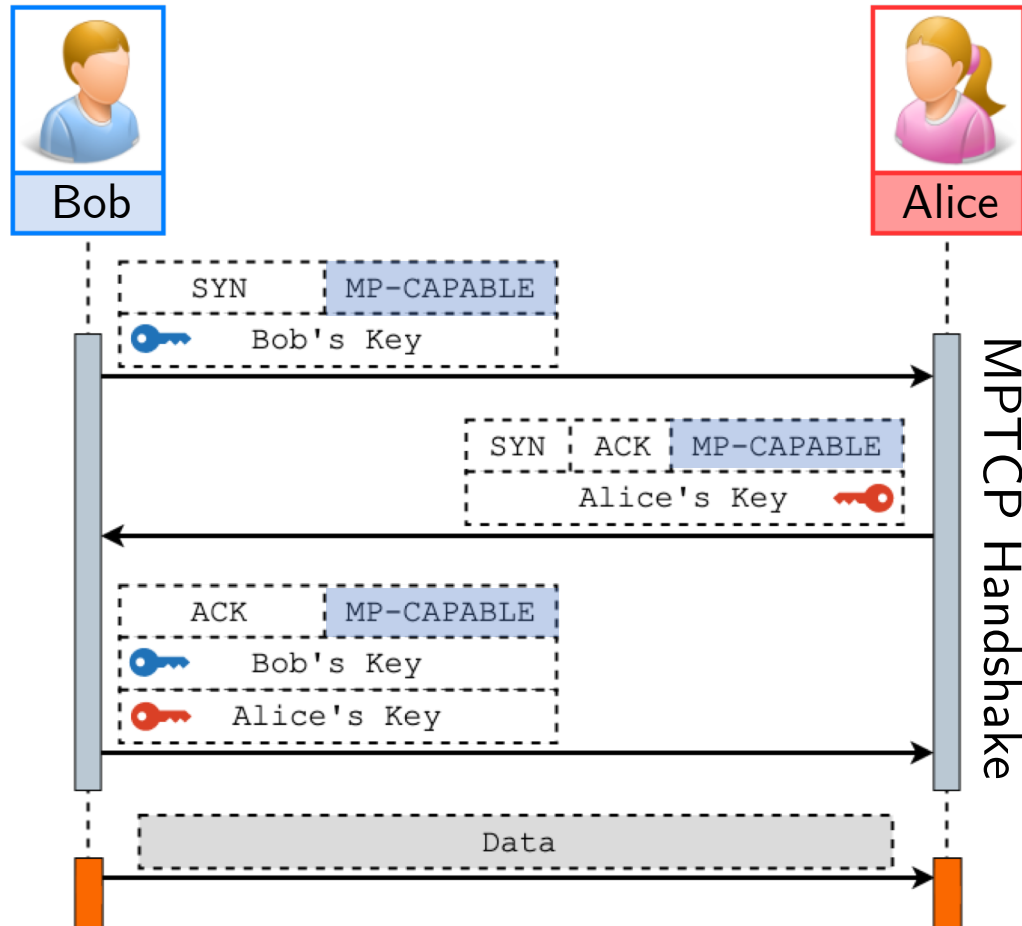 Bob
Alice
SYN MP-CAPABLE
Bob's Key
SYN ACK MP-CAPABLE
Alice's Key
ACK MP-CAPABLE
Bob's Key
Alice's Key
Data
MPTCP Handshake